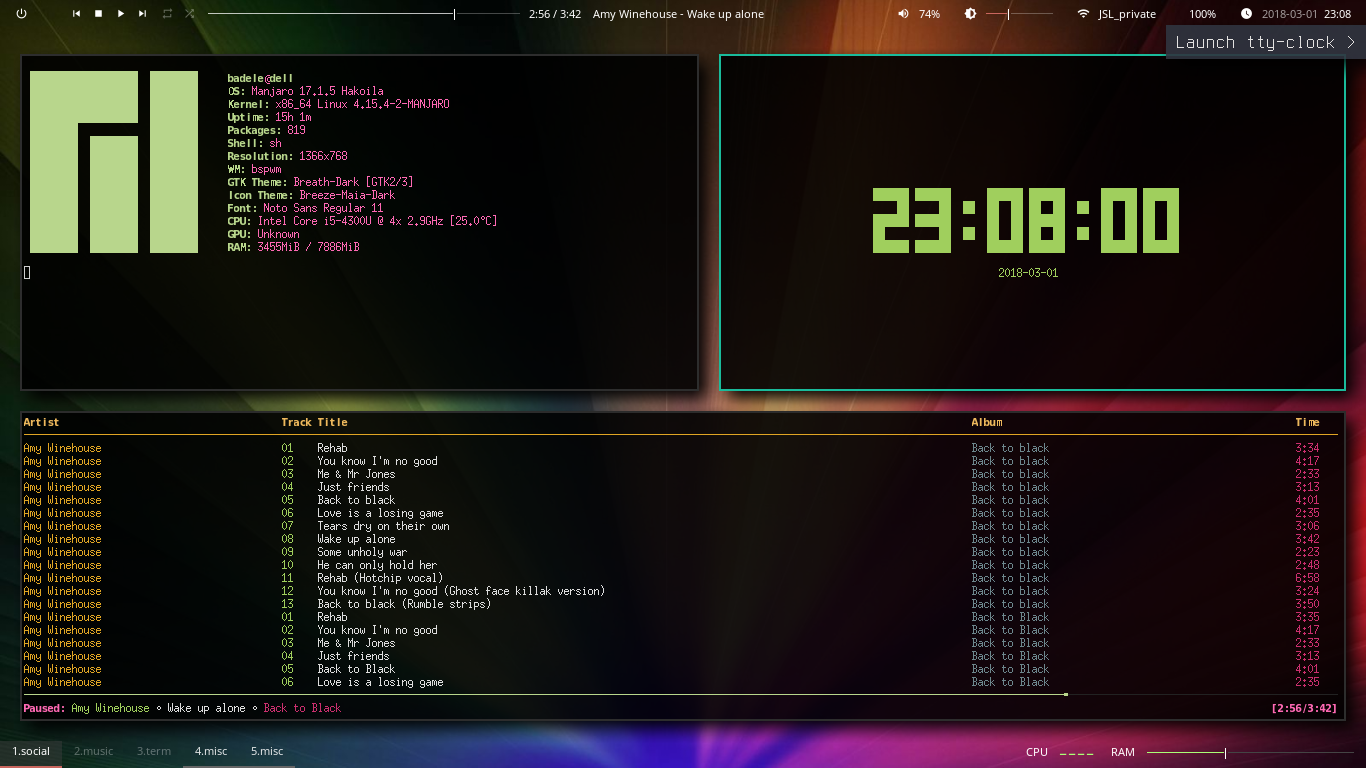 2:56 / 3:42 Amy Winehouse - Wake up alone 74% JSL_private 100% 2018-03-01 23:08
Launch tty-clock >
badele@dell
OS: Manjaro 17.1.5 Hakoila
Kernel: x86_64 Linux 4.15.4-2-MANJARO
Uptime: 15h 1m
Packages: 819
Shell: sh
Resolution: 1366x768
WM: bspwm
GTK Theme: Breath-Dark [GTK2/3]
Icon Theme: Breeze-Maia-Dark
Font: Noto Sans Regular 11
CPU: Intel Core i5-4300U @ 4x 2.9GHz [25.0°C]
GPU: Unknown
RAM: 3455MiB / 7886MiB
23:08:00
2018-03-01
Artist Track Title Album Time
Amy Winehouse 01 Rehab Back to black 3:34
Amy Winehouse 02 You know I'm no good Back to black 4:17
Amy Winehouse 03 Me & Mr Jones Back to black 2:33
Amy Winehouse 04 Just friends Back to black 3:13
Amy Winehouse 05 Back to black Back to black 4:01
Amy Winehouse 06 Love is a losing game Back to black 2:35
Amy Winehouse 07 Tears dry on their own Back to black 3:06
Amy Winehouse 08 Wake up alone Back to black 3:42
Amy Winehouse 09 Some unholy war Back to black 2:23
Amy Winehouse 10 He can only hold her Back to black 2:48
Amy Winehouse 11 Rehab (Hotchip vocal) Back to black 6:58
Amy Winehouse 12 You know I'm no good (Ghost face killak version) Back to black 3:24
Amy Winehouse 13 Back to black (Rumble strips) Back to black 3:50
Amy Winehouse 01 Rehab Back to Black 3:35
Amy Winehouse 02 You know I'm no good Back to Black 4:17
Amy Winehouse 03 Me & Mr Jones Back to Black 2:33
Amy Winehouse 04 Just friends Back to Black 3:13
Amy Winehouse 05 Back to Black Back to Black 4:01
Amy Winehouse 06 Love is a losing game Back to Black 2:35
Paused: Amy Winehouse ∘ Wake up alone ∘ Back to Black [2:56/3:42]
1.social 2.music 3.term 4.misc 5.misc CPU RAM